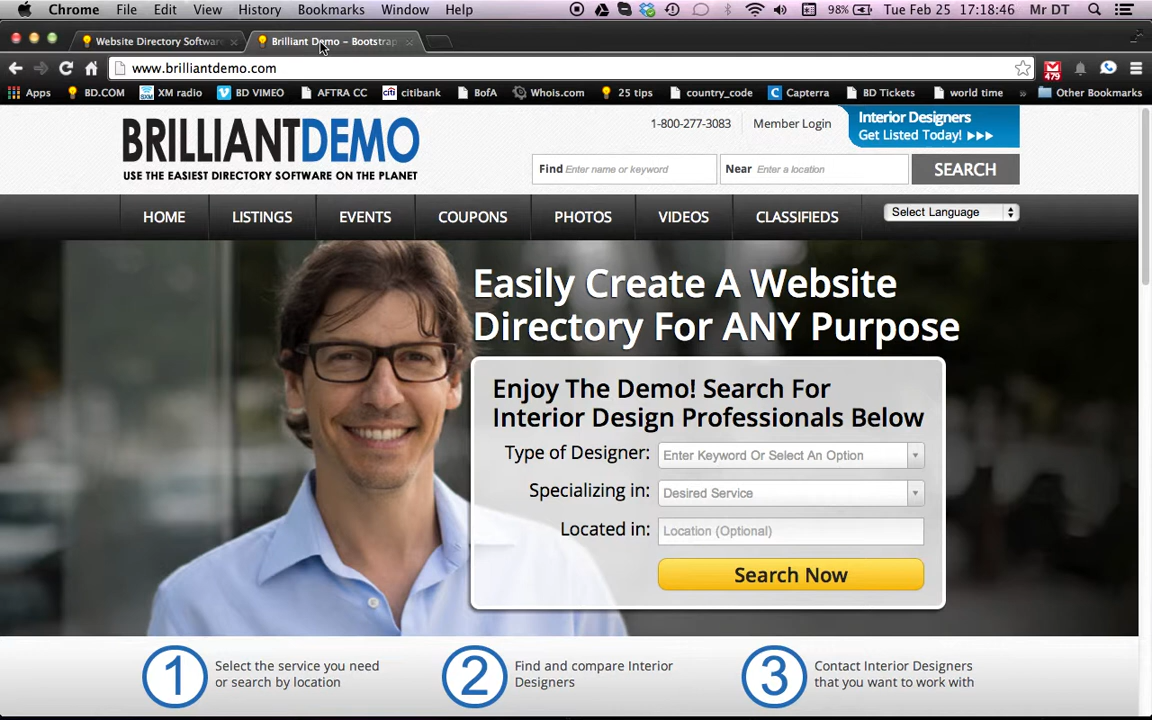 Chrome File Edit View History Bookmarks Window Help 98% Tue Feb 25 17:18:46 Mr DT
Website Directory Softwar Brilliant Demo – Bootstrap
www.brilliantdemo.com 479
Apps BD.COM XM radio BD VIMEO AFTRA CC citibank BofA Whois.com 25 tips country_code Capterra BD Tickets world time » Other Bookmarks
BRILLIANTDEMO
USE THE EASIEST DIRECTORY SOFTWARE ON THE PLANET
1-800-277-3083 Member Login
Interior Designers
Get Listed Today! ▶▶▶
Find Enter name or keyword Near Enter a location SEARCH
HOME LISTINGS EVENTS COUPONS PHOTOS VIDEOS CLASSIFIEDS Select Language
Easily Create A Website
Directory For ANY Purpose
Enjoy The Demo! Search For
Interior Design Professionals Below
Type of Designer: Enter Keyword Or Select An Option
Specializing in: Desired Service
Located in: Location (Optional)
Search Now
1 Select the service you need
or search by location
2 Find and compare Interior
Designers
3 Contact Interior Designers
that you want to work with